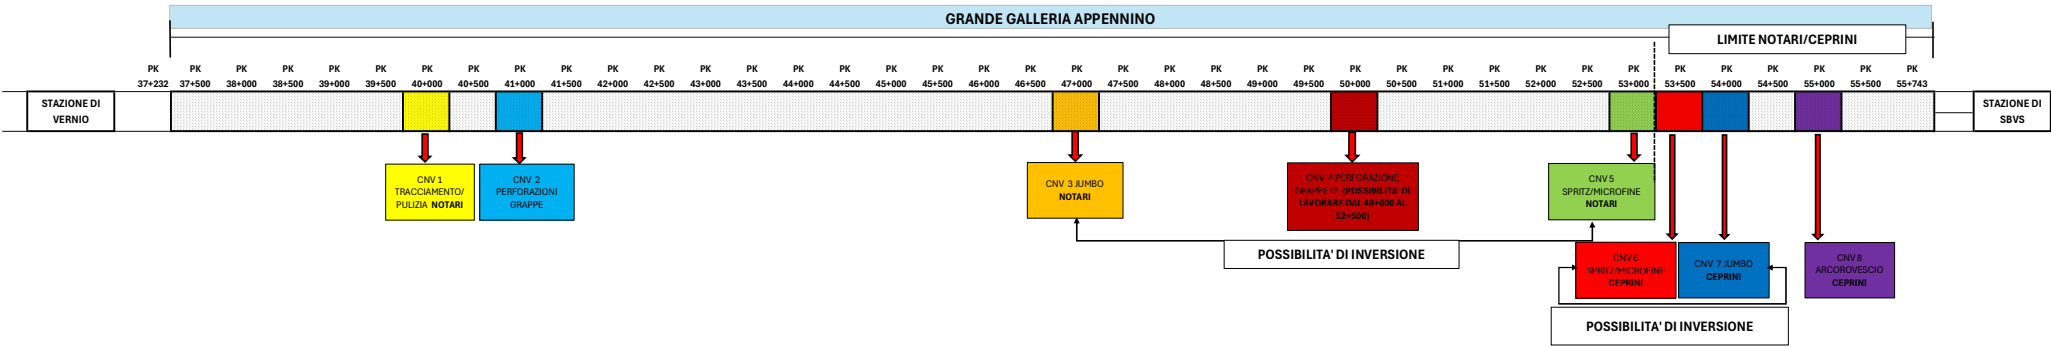 GRANDE GALLERIA APPENNINO
LIMITE NOTARI/CEPRINI
PK PK PK PK PK PK PK PK PK PK PK PK PK PK PK PK PK PK PK PK PK PK PK PK PK PK PK PK PK PK PK PK PK PK PK PK PK PK PK
37+232 37+500 38+000 38+500 39+000 39+500 40+000 40+500 41+000 41+500 42+000 42+500 43+000 43+500 44+000 44+500 45+000 45+500 46+000 46+500 47+000 47+500 48+000 48+500 49+000 49+500 50+000 50+500 51+000 51+500 52+000 52+500 53+000 53+500 54+000 54+500 55+000 55+500 55+743
STAZIONE DI
VERNIO
STAZIONE DI
SBVS
CNV 1
TRACCIAMENTO/
PULIZIA NOTARI
CNV 2
PERFORAZIONI
GRAPPE
CNV 3 JUMBO
NOTARI
CNV 4 PERFORAZIONE
GRAPPE II° (POSSIBILITA' DI
LAVORARE DAL 48+000 AL
52+500)
CNV 5
SPRITZ/MICROFINE
NOTARI
POSSIBILITA' DI INVERSIONE
CNV 6
SPRITZ/MICROFINE
CEPRINI
CNV 7 JUMBO
CEPRINI
CNV 8
ARCOROVESCIO
CEPRINI
POSSIBILITA' DI INVERSIONE